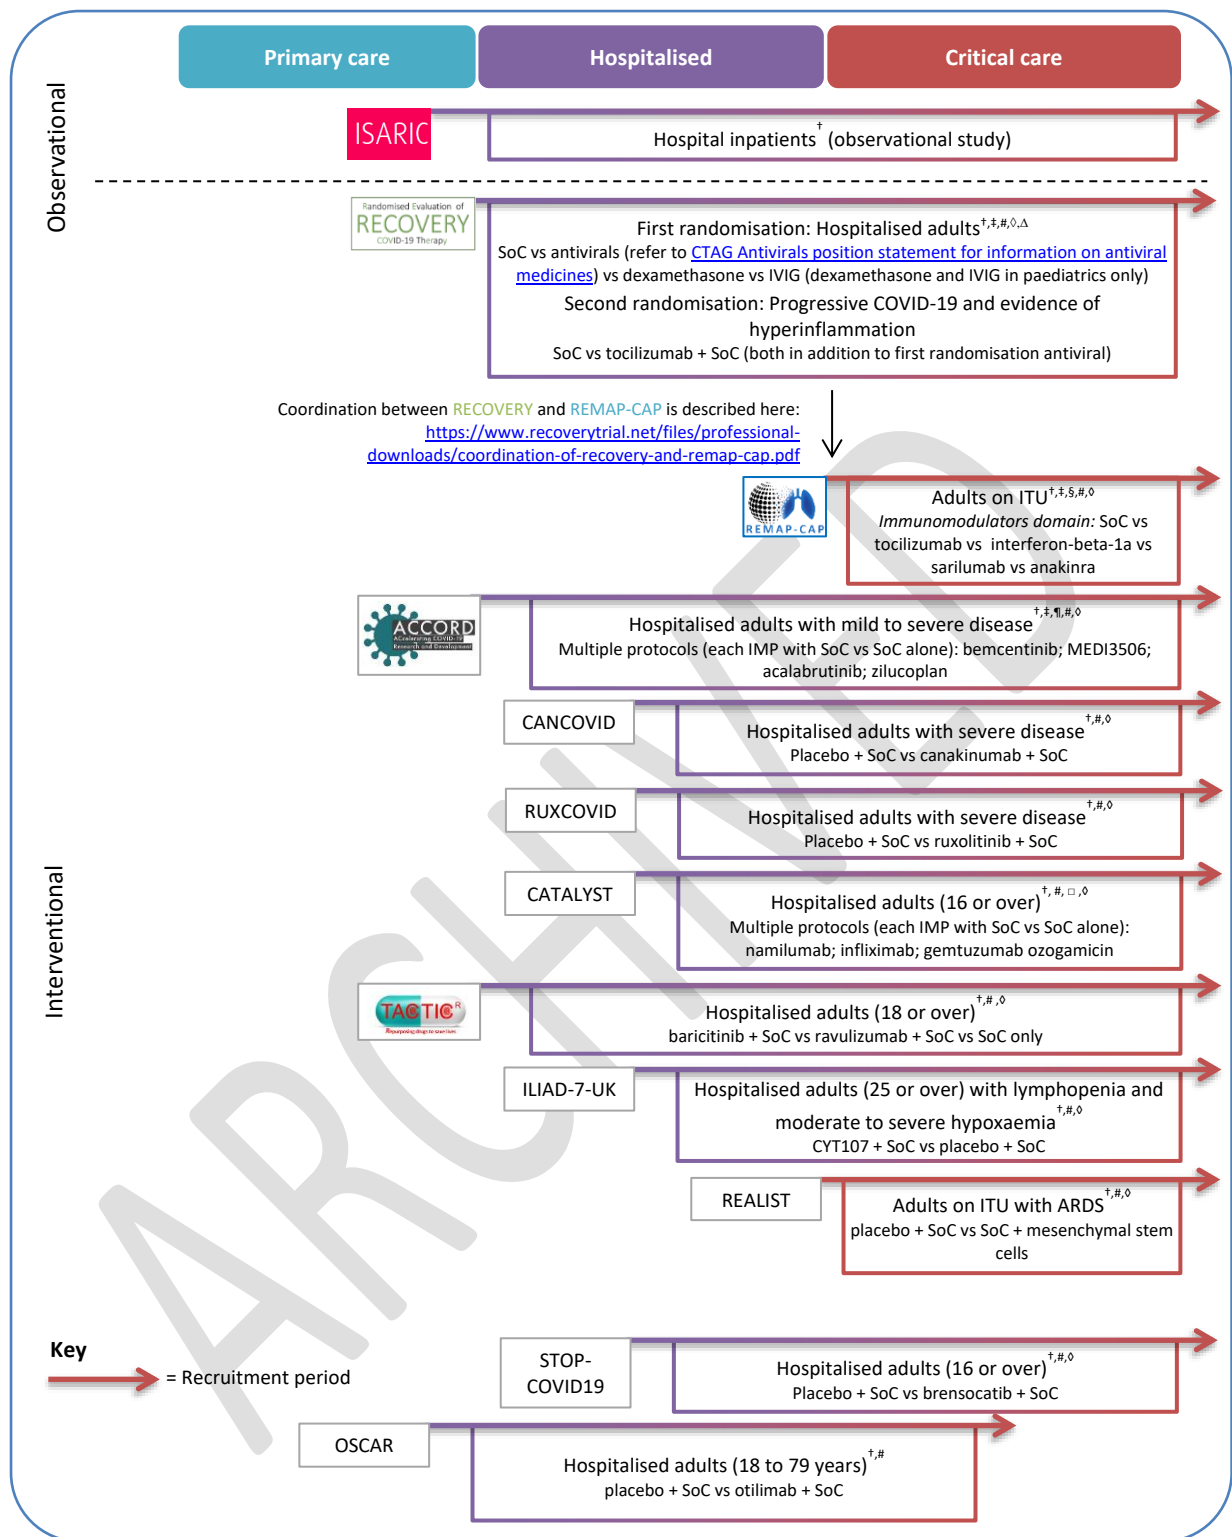 Primary care
Hospitalised
Critical care
Observational
ISARIC
Hospital inpatients† (observational study)
Randomised Evaluation of
RECOVERY
COVID-19 Therapy
First randomisation: Hospitalised adults†,‡,#,◊,Δ
SoC vs antivirals (refer to CTAG Antivirals position statement for information on antiviral
medicines) vs dexamethasone vs IVIG (dexamethasone and IVIG in paediatrics only)
Second randomisation: Progressive COVID-19 and evidence of
hyperinflammation
SoC vs tocilizumab + SoC (both in addition to first randomisation antiviral)
Coordination between RECOVERY and REMAP-CAP is described here:
https://www.recoverytrial.net/files/professional-
downloads/coordination-of-recovery-and-remap-cap.pdf
REMAP-CAP
Adults on ITU†,‡,§,#,◊
Immunomodulators domain: SoC vs
tocilizumab vs interferon-beta-1a vs
sarilumab vs anakinra
ACCORD
ACcelerating COVID-19
Research and Development
Hospitalised adults with mild to severe disease†,‡,¶,#,◊
Multiple protocols (each IMP with SoC vs SoC alone): bemcentinib; MEDI3506;
acalabrutinib; zilucoplan
CANCOVID
Hospitalised adults with severe disease†,#,◊
Placebo + SoC vs canakinumab + SoC
RUXCOVID
Hospitalised adults with severe disease†,#,◊
Placebo + SoC vs ruxolitinib + SoC
Interventional
CATALYST
Hospitalised adults (16 or over)†, #, □ ,◊
Multiple protocols (each IMP with SoC vs SoC alone):
namilumab; infliximab; gemtuzumab ozogamicin
TACTIC R
Repurposing drugs to save lives
Hospitalised adults (18 or over)†,# ,◊
baricitinib + SoC vs ravulizumab + SoC vs SoC only
ILIAD-7-UK
Hospitalised adults (25 or over) with lymphopenia and
moderate to severe hypoxaemia†,#,◊
CYT107 + SoC vs placebo + SoC
REALIST
Adults on ITU with ARDS†,#,◊
placebo + SoC vs SoC + mesenchymal stem
cells
Key
= Recruitment period
STOP-
COVID19
Hospitalised adults (16 or over)†,#,◊
Placebo + SoC vs brensocatib + SoC
OSCAR
Hospitalised adults (18 to 79 years)†,#
placebo + SoC vs otilimab + SoC
ARCHIVED